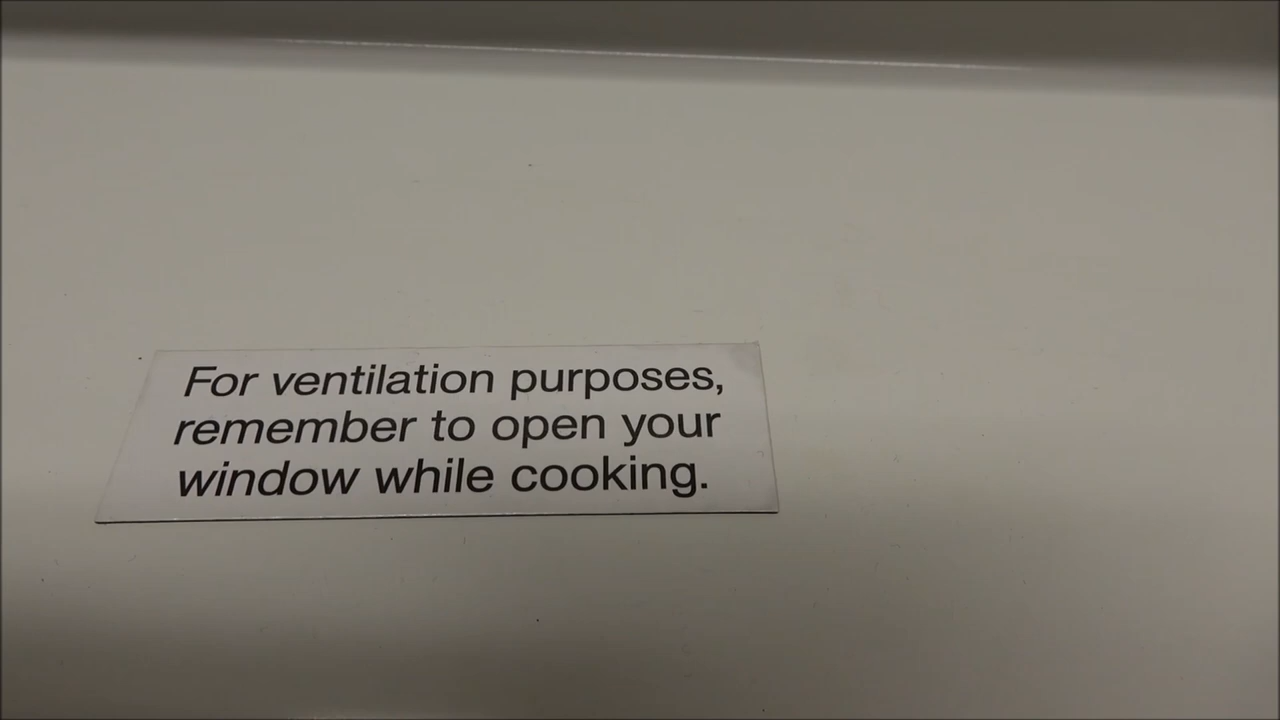 For ventilation purposes,
remember to open your
window while cooking.